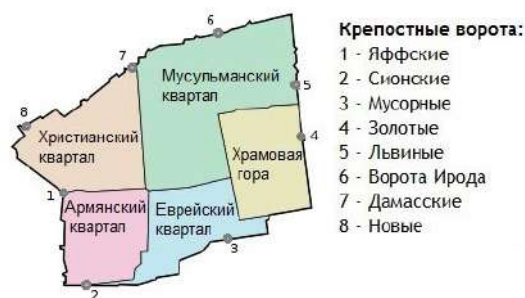 6
7
Мусульманский
квартал
5
8
Христианский
квартал
Храмовая
гора
4
1
Армянский
квартал
Еврейский
квартал
3
2
Крепостные ворота:
1 - Яффские
2 - Сионские
3 - Мусорные
4 - Золотые
5 - Львиные
6 - Ворота Ирода
7 - Дамасские
8 - Новые